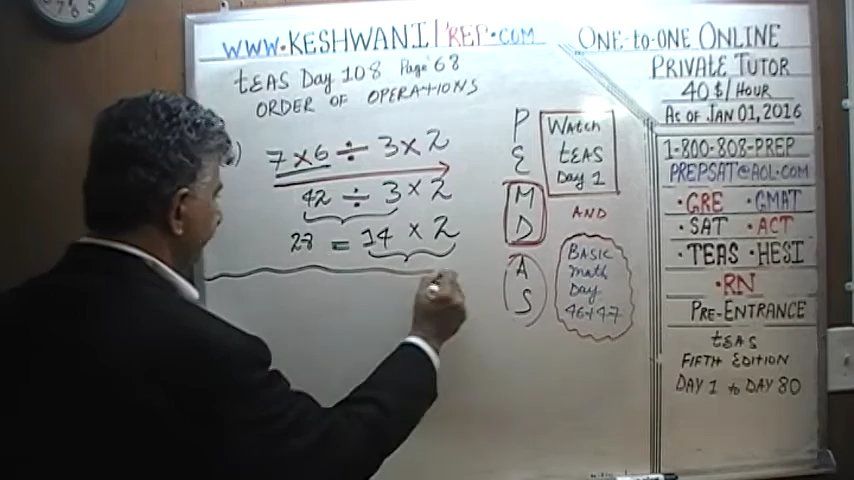 WWW.KESHWANI PREP.COM
TEAS Day 108 Page 68
ORDER OF OPERATIONS
) 7 × 6 ÷ 3 × 2
42 ÷ 3 × 2
28 = 14 × 2
P
E
M
D
A
S
WATCH
TEAS
Day 1
AND
BASIC
math
Day
46+47
ONE-to-ONE ONLINE
PRIVATE TUTOR
40 $/HOUR
AS OF JAN 01, 2016
1-800-808-PREP
PREPSAT@AOL.COM
•GRE •GMAT
•SAT •ACT
•TEAS •HESI
•RN
PRE-ENTRANCE
TEAS
FIFTH EDITION
DAY 1 to DAY 80